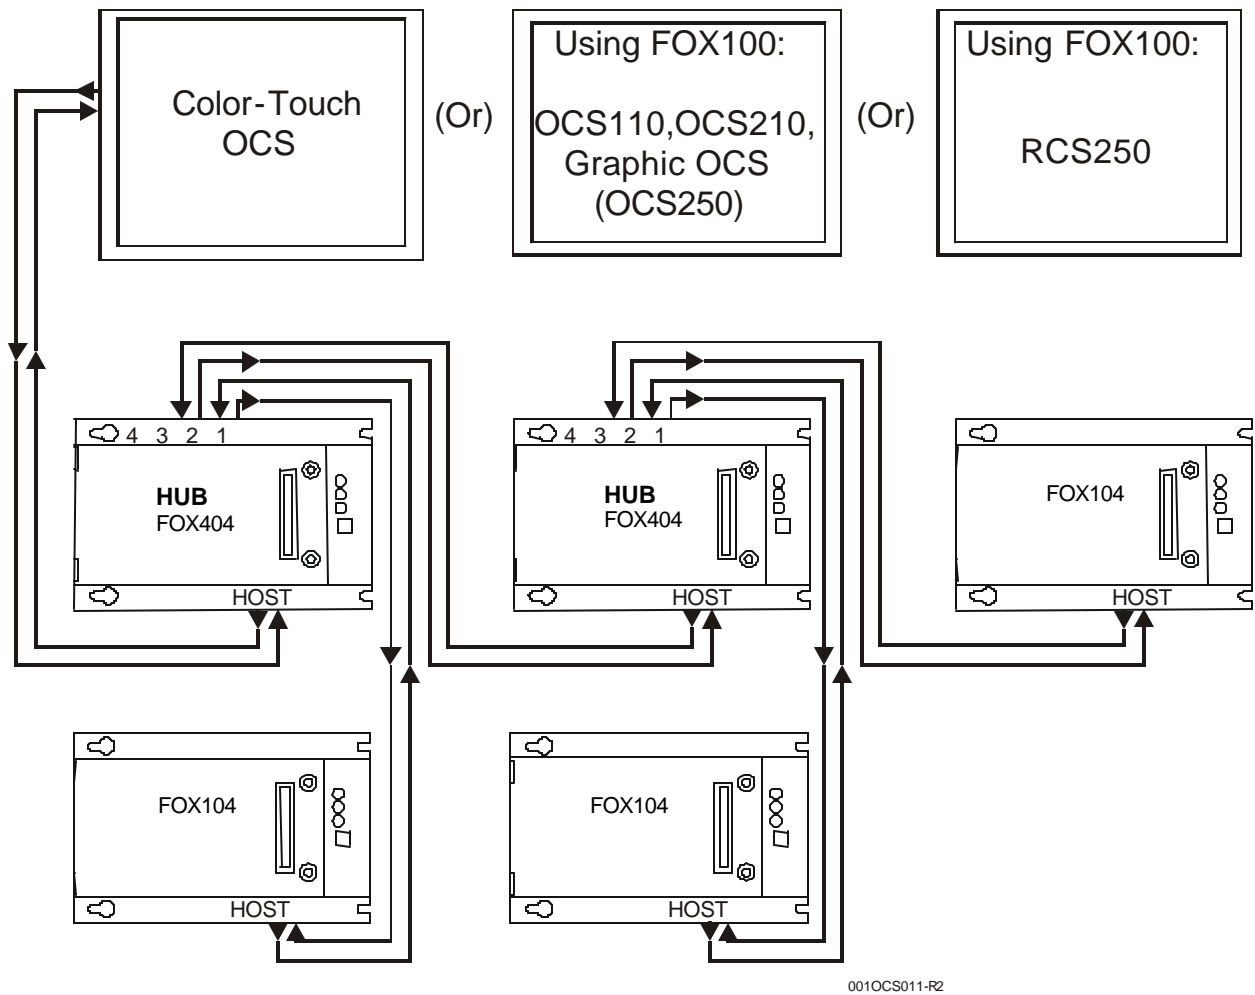 Color-Touch
OCS
(Or)
Using FOX100:
OCS110,OCS210,
Graphic OCS
(OCS250)
(Or)
Using FOX100:
RCS250
4 3 2 1
HUB
FOX404
HOST
4 3 2 1
HUB
FOX404
HOST
FOX104
HOST
FOX104
HOST
FOX104
HOST
001OCS011-R2